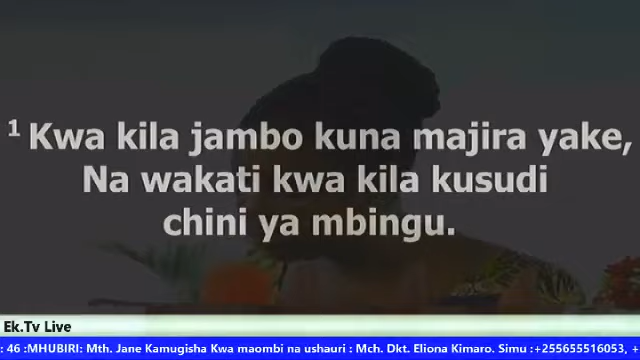 1 Kwa kila jambo kuna majira yake,
Na wakati kwa kila kusudi
chini ya mbingu.
Ek.Tv Live
: 46 :MHUBIRI: Mth. Jane Kamugisha Kwa maombi na ushauri : Mch. Dkt. Eliona Kimaro. Simu :+255655516053, +